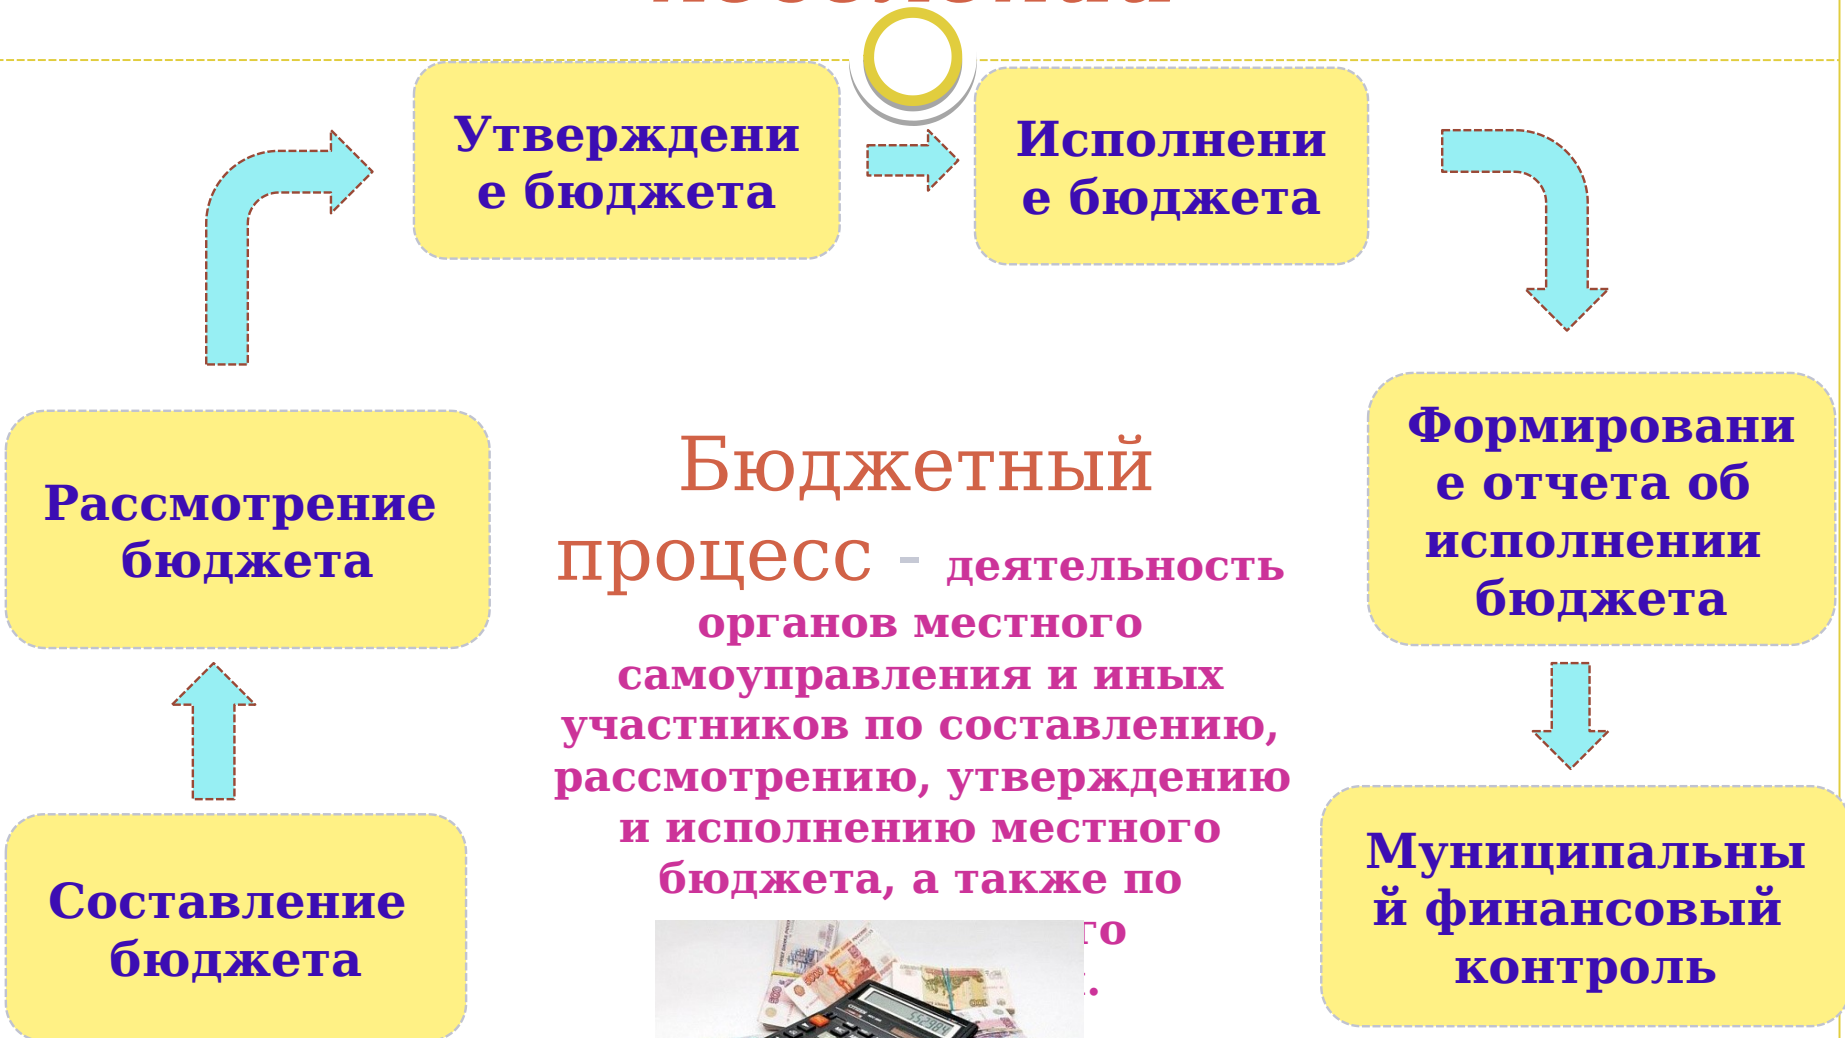 Утверждени
е бюджета
Исполнени
е бюджета
Рассмотрение
бюджета
Составление
бюджета
Бюджетный
процесс - деятельность
органов местного
самоуправления и иных
участников по составлению,
рассмотрению, утверждению
и исполнению местного
бюджета, а также по
Формировани
е отчета об
исполнении
бюджета
Муниципальны
й финансовый
контроль